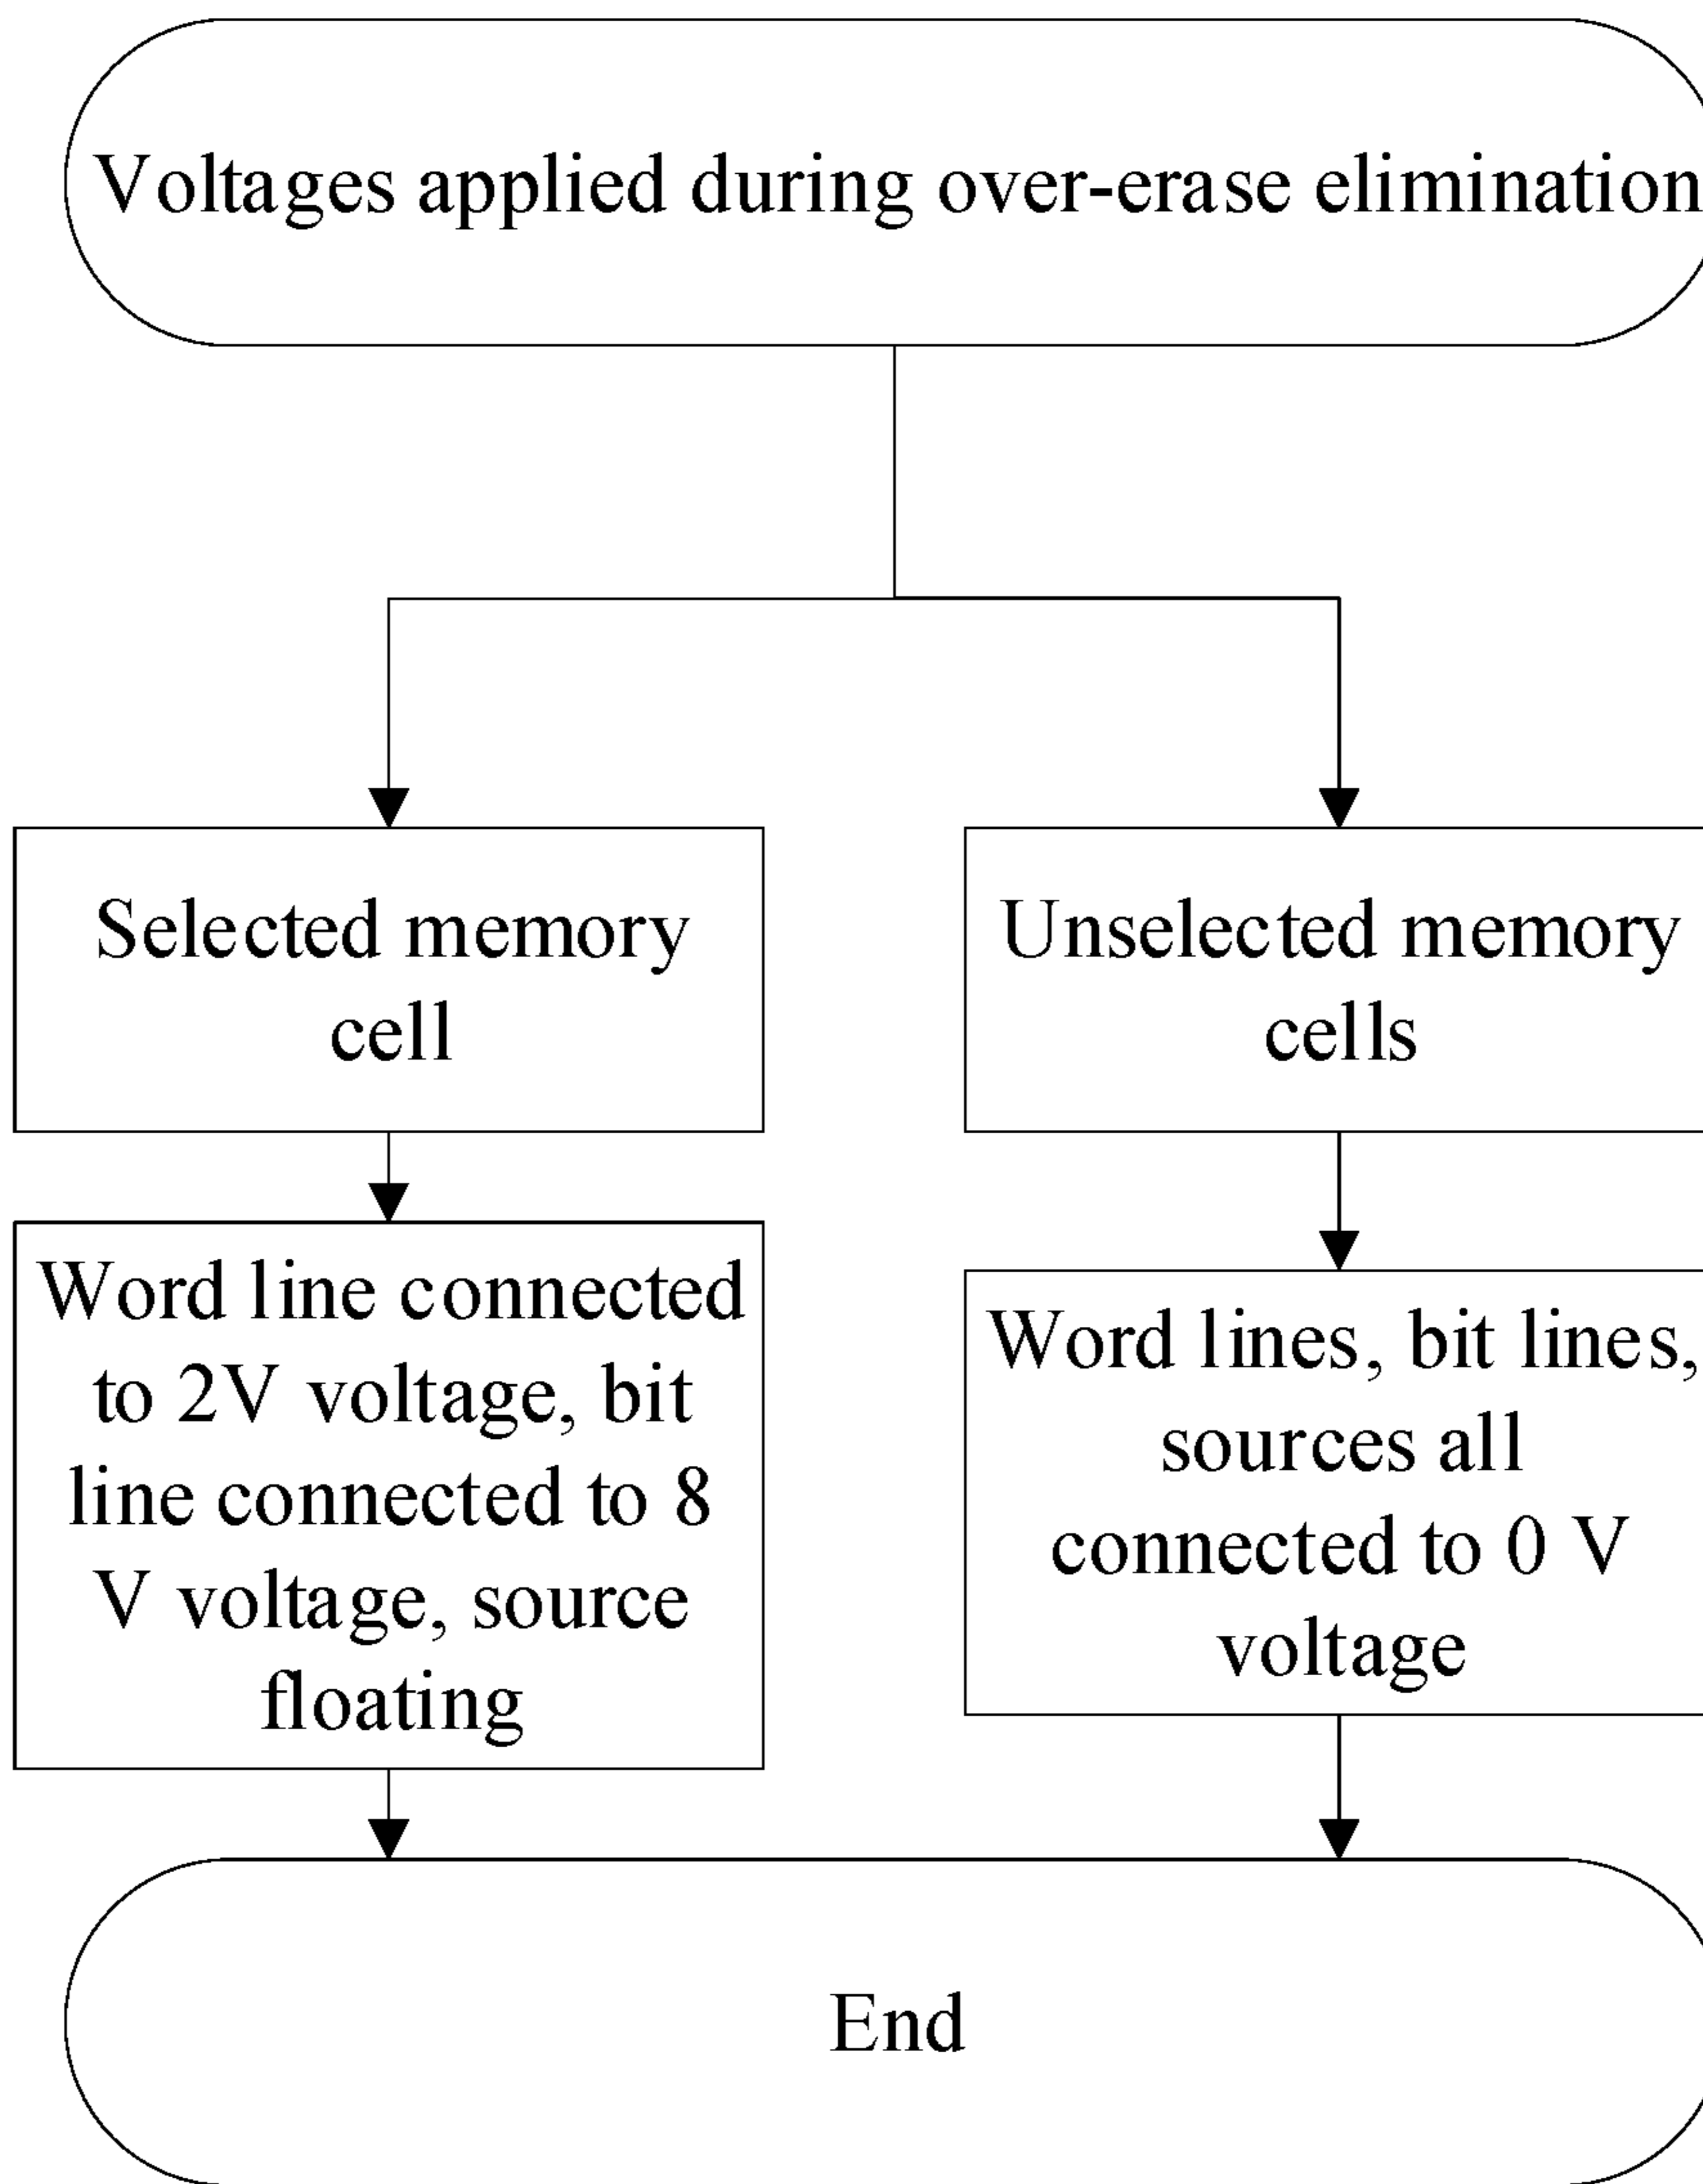 Voltages applied during over-erase elimination
Selected memory
cell
Unselected memory
cells
Word line connected
to 2V voltage, bit
line connected to 8
V voltage, source
floating
Word lines, bit lines,
sources all
connected to 0 V
voltage
End